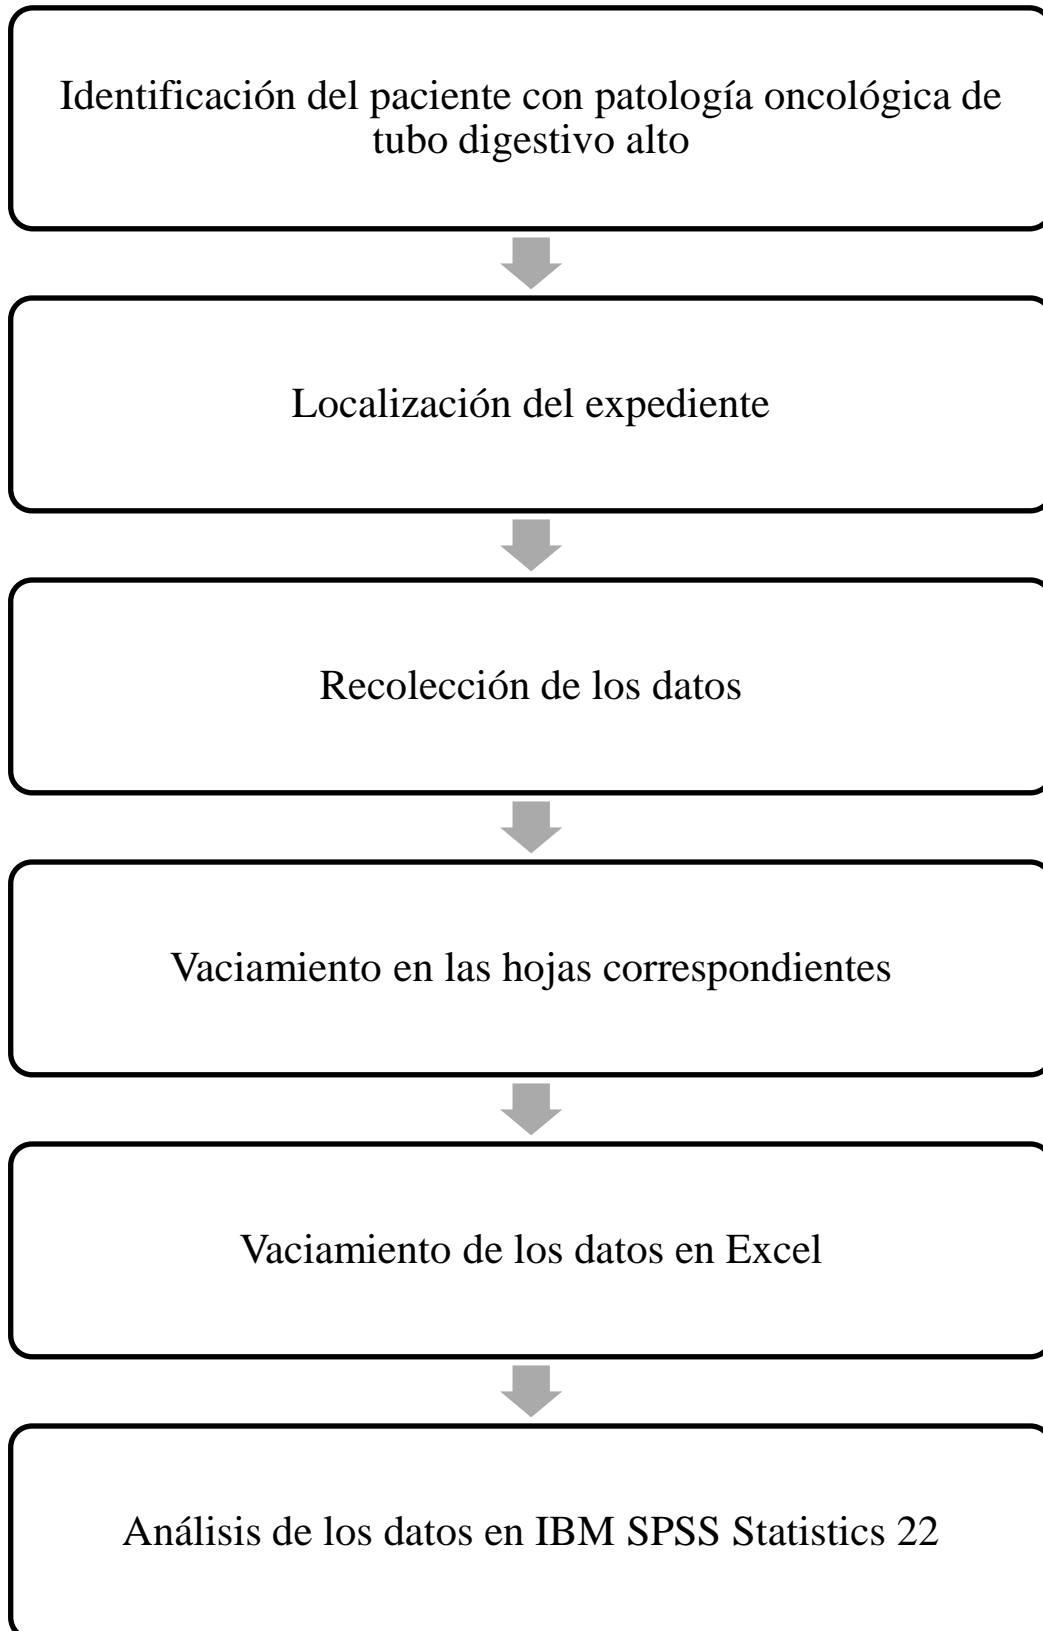 Identificación del paciente con patología oncológica de
tubo digestivo alto
Localización del expediente
Recolección de los datos
Vaciamiento en las hojas correspondientes
Vaciamiento de los datos en Excel
Análisis de los datos en IBM SPSS Statistics 22